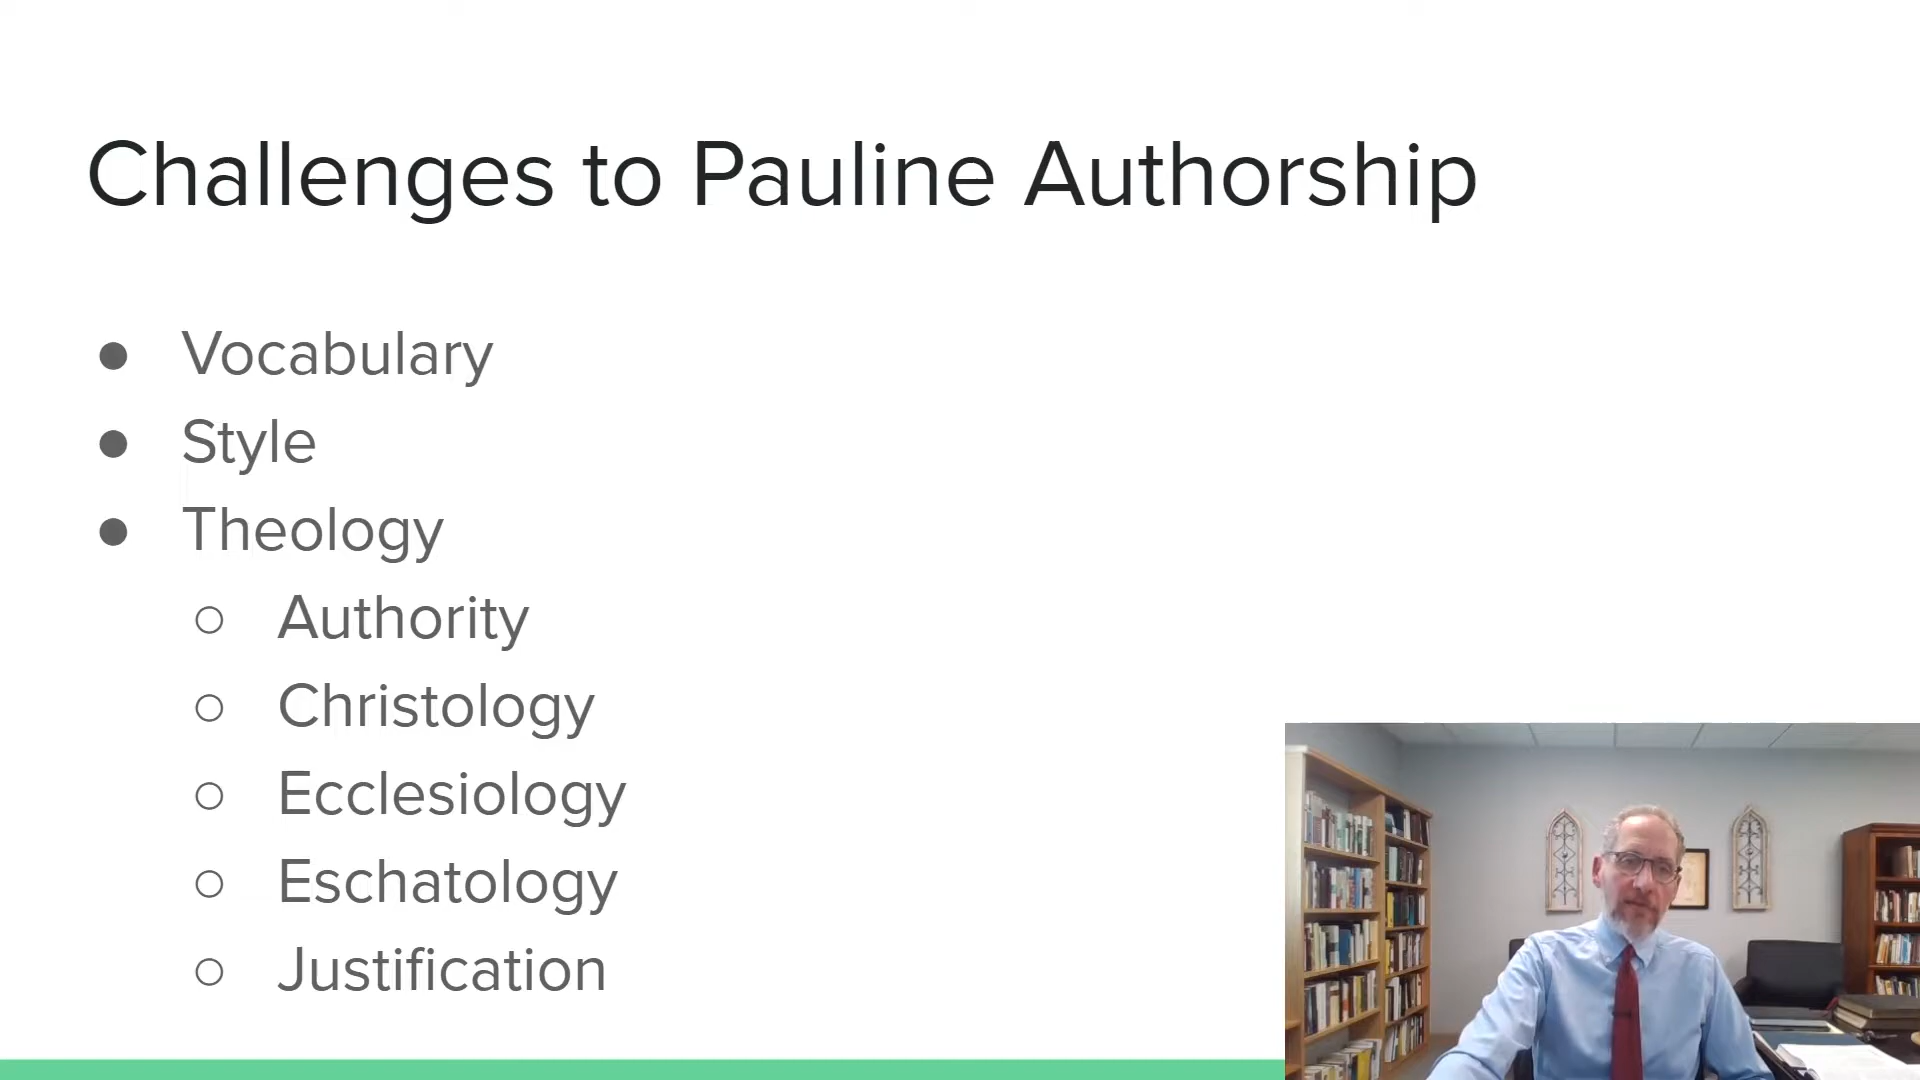 Challenges to Pauline Authorship
● Vocabulary
● Style
● Theology
○ Authority
○ Christology
○ Ecclesiology
○ Eschatology
○ Justification